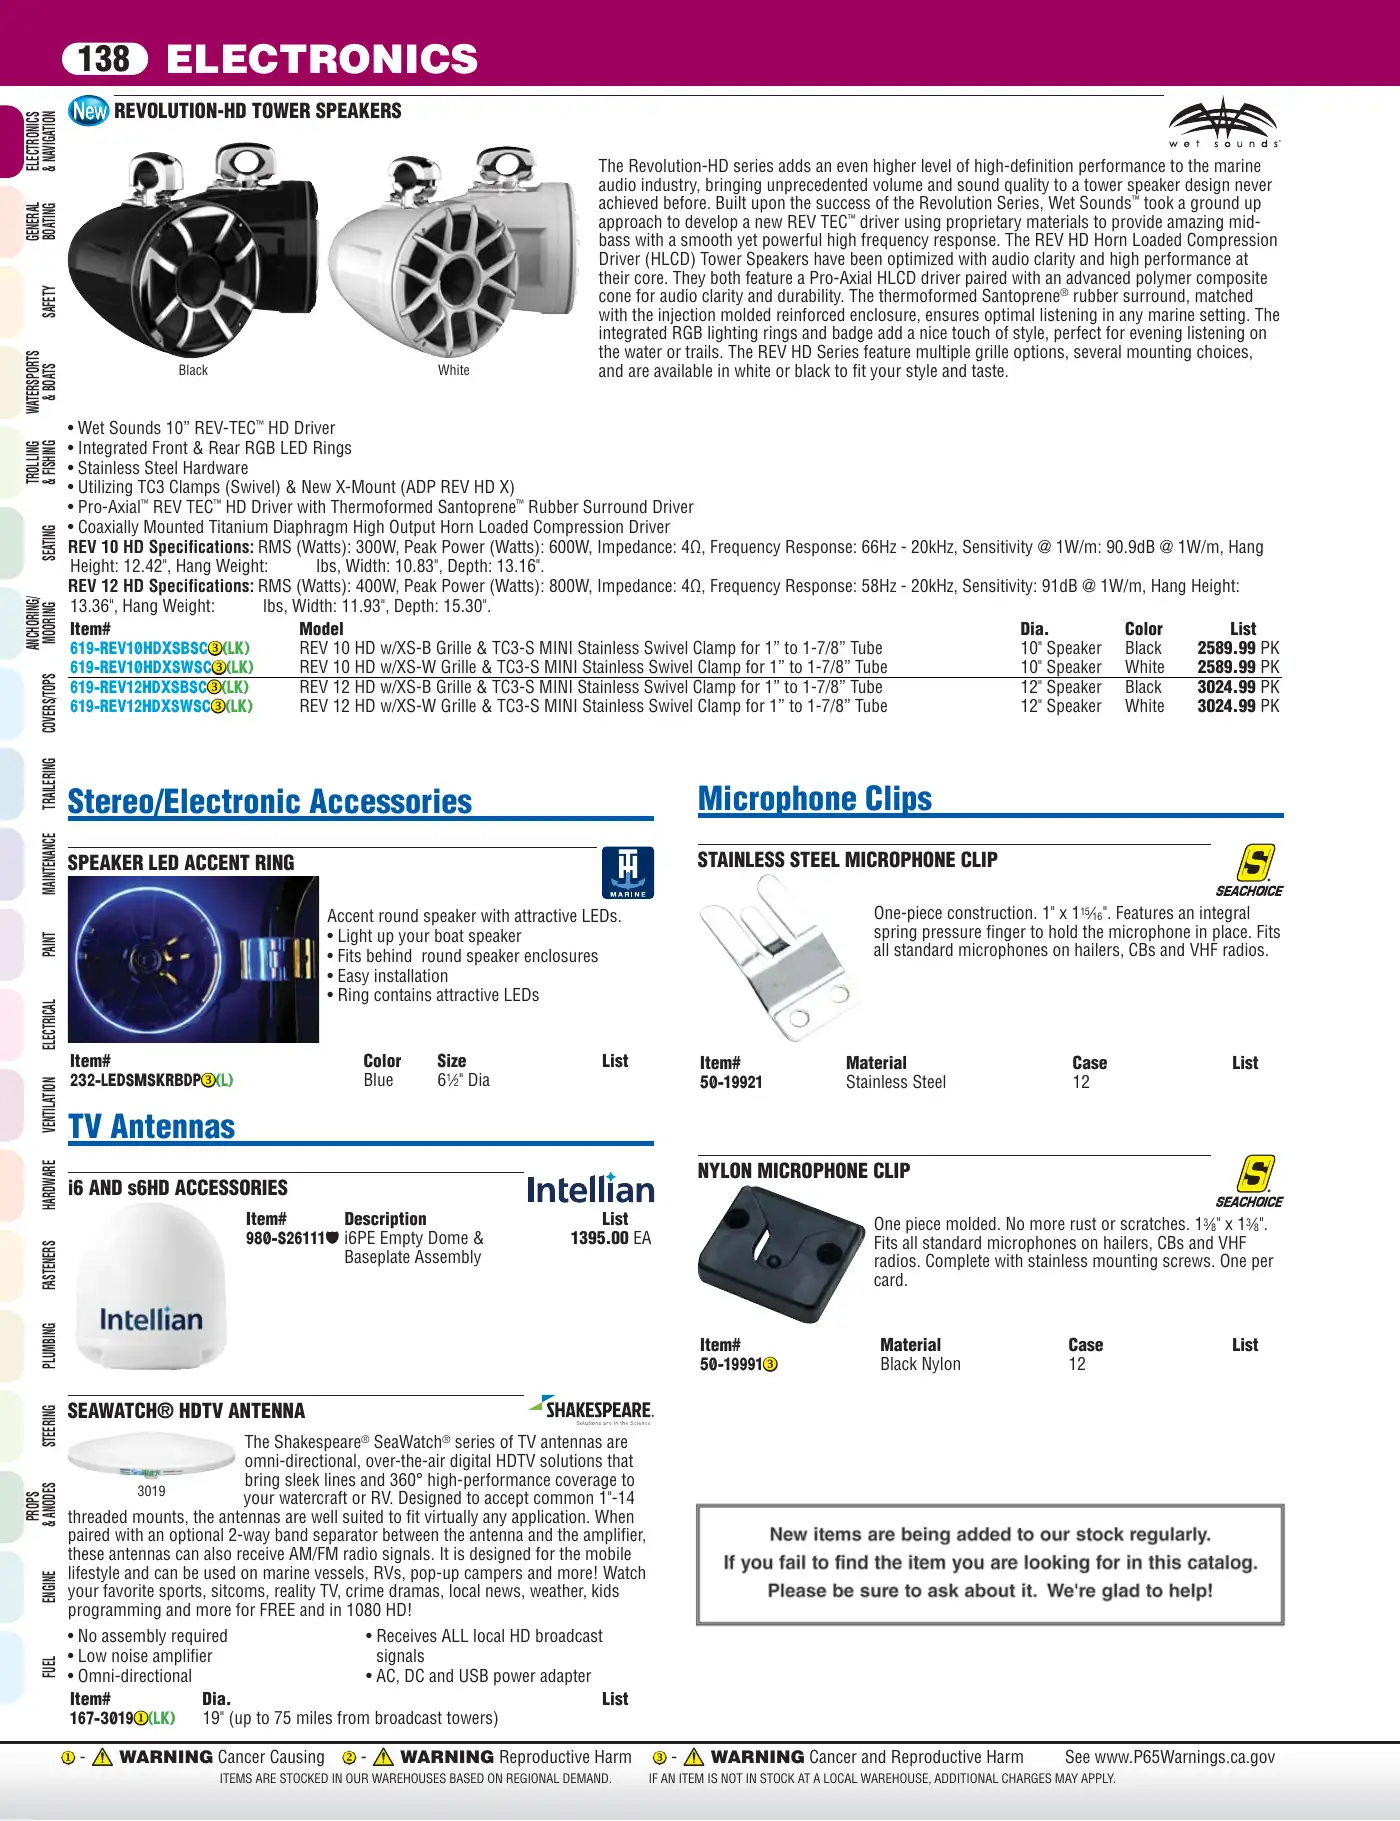 138 ELECTRONICS
ELECTRONICS
& NAVIGATION
GENERAL
BOATING
SAFETY
WATERSPORTS
& BOATS
TROLLING
& FISHING
SEATING
ANCHORING/
MOORING
COVERS/TOPS
TRAILERING
MAINTENANCE
PAINT
ELECTRICAL
VENTILATION
HARDWARE
FASTENERS
PLUMBING
STEERING
PROPS
& ANODES
ENGINE
FUEL
New REVOLUTION-HD TOWER SPEAKERS
wet sounds
Black
White
The Revolution-HD series adds an even higher level of high-definition performance to the marine
audio industry, bringing unprecedented volume and sound quality to a tower speaker design never
achieved before. Built upon the success of the Revolution Series, Wet Sounds™ took a ground up
approach to develop a new REV TEC™ driver using proprietary materials to provide amazing mid-
bass with a smooth yet powerful high frequency response. The REV HD Horn Loaded Compression
Driver (HLCD) Tower Speakers have been optimized with audio clarity and high performance at
their core. They both feature a Pro-Axial HLCD driver paired with an advanced polymer composite
cone for audio clarity and durability. The thermoformed Santoprene® rubber surround, matched
with the injection molded reinforced enclosure, ensures optimal listening in any marine setting. The
integrated RGB lighting rings and badge add a nice touch of style, perfect for evening listening on
the water or trails. The REV HD Series feature multiple grille options, several mounting choices,
and are available in white or black to fit your style and taste.
• Wet Sounds 10” REV-TEC™ HD Driver
• Integrated Front & Rear RGB LED Rings
• Stainless Steel Hardware
• Utilizing TC3 Clamps (Swivel) & New X-Mount (ADP REV HD X)
• Pro-Axial™ REV TEC™ HD Driver with Thermoformed Santoprene™ Rubber Surround Driver
• Coaxially Mounted Titanium Diaphragm High Output Horn Loaded Compression Driver
REV 10 HD Specifications: RMS (Watts): 300W, Peak Power (Watts): 600W, Impedance: 4Ω, Frequency Response: 66Hz - 20kHz, Sensitivity @ 1W/m: 90.9dB @ 1W/m, Hang
Height: 12.42", Hang Weight: lbs, Width: 10.83", Depth: 13.16".
REV 12 HD Specifications: RMS (Watts): 400W, Peak Power (Watts): 800W, Impedance: 4Ω, Frequency Response: 58Hz - 20kHz, Sensitivity: 91dB @ 1W/m, Hang Height:
13.36", Hang Weight: lbs, Width: 11.93", Depth: 15.30".
Item# Model Dia. Color List
619-REV10HDXSBSC③(LK) REV 10 HD w/XS-B Grille & TC3-S MINI Stainless Swivel Clamp for 1” to 1-7/8” Tube 10" Speaker Black 2589.99 PK
619-REV10HDXSWSC③(LK) REV 10 HD w/XS-W Grille & TC3-S MINI Stainless Swivel Clamp for 1” to 1-7/8” Tube 10" Speaker White 2589.99 PK
619-REV12HDXSBSC③(LK) REV 12 HD w/XS-B Grille & TC3-S MINI Stainless Swivel Clamp for 1” to 1-7/8” Tube 12" Speaker Black 3024.99 PK
619-REV12HDXSWSC③(LK) REV 12 HD w/XS-W Grille & TC3-S MINI Stainless Swivel Clamp for 1” to 1-7/8” Tube 12" Speaker White 3024.99 PK
Stereo/Electronic Accessories
SPEAKER LED ACCENT RING
TH MARINE
Accent round speaker with attractive LEDs.
• Light up your boat speaker
• Fits behind round speaker enclosures
• Easy installation
• Ring contains attractive LEDs
Item# Color Size List
232-LEDSMSKRBDP③(L) Blue 6½" Dia
TV Antennas
i6 AND s6HD ACCESSORIES
Intellian
Item# Description List
980-S26111 i6PE Empty Dome & 1395.00 EA
Baseplate Assembly
Intellian
SEAWATCH® HDTV ANTENNA
SHAKESPEARE.
Solutions are in the Science.
3019
The Shakespeare® SeaWatch® series of TV antennas are
omni-directional, over-the-air digital HDTV solutions that
bring sleek lines and 360° high-performance coverage to
your watercraft or RV. Designed to accept common 1"-14
threaded mounts, the antennas are well suited to fit virtually any application. When
paired with an optional 2-way band separator between the antenna and the amplifier,
these antennas can also receive AM/FM radio signals. It is designed for the mobile
lifestyle and can be used on marine vessels, RVs, pop-up campers and more! Watch
your favorite sports, sitcoms, reality TV, crime dramas, local news, weather, kids
programming and more for FREE and in 1080 HD!
• No assembly required
• Low noise amplifier
• Omni-directional
• Receives ALL local HD broadcast
signals
• AC, DC and USB power adapter
Item# Dia. List
167-3019①(LK) 19" (up to 75 miles from broadcast towers)
Microphone Clips
STAINLESS STEEL MICROPHONE CLIP
S
SEACHOICE
One-piece construction. 1" x 1¹⁵⁄₁₆". Features an integral
spring pressure finger to hold the microphone in place. Fits
all standard microphones on hailers, CBs and VHF radios.
Item# Material Case List
50-19921 Stainless Steel 12
NYLON MICROPHONE CLIP
S
SEACHOICE
One piece molded. No more rust or scratches. 1⅜" x 1⅜".
Fits all standard microphones on hailers, CBs and VHF
radios. Complete with stainless mounting screws. One per
card.
Item# Material Case List
50-19991③ Black Nylon 12
New items are being added to our stock regularly.
If you fail to find the item you are looking for in this catalog.
Please be sure to ask about it. We're glad to help!
① - ⚠ WARNING Cancer Causing ② - ⚠ WARNING Reproductive Harm ③ - ⚠ WARNING Cancer and Reproductive Harm See www.P65Warnings.ca.gov
ITEMS ARE STOCKED IN OUR WAREHOUSES BASED ON REGIONAL DEMAND. IF AN ITEM IS NOT IN STOCK AT A LOCAL WAREHOUSE, ADDITIONAL CHARGES MAY APPLY.